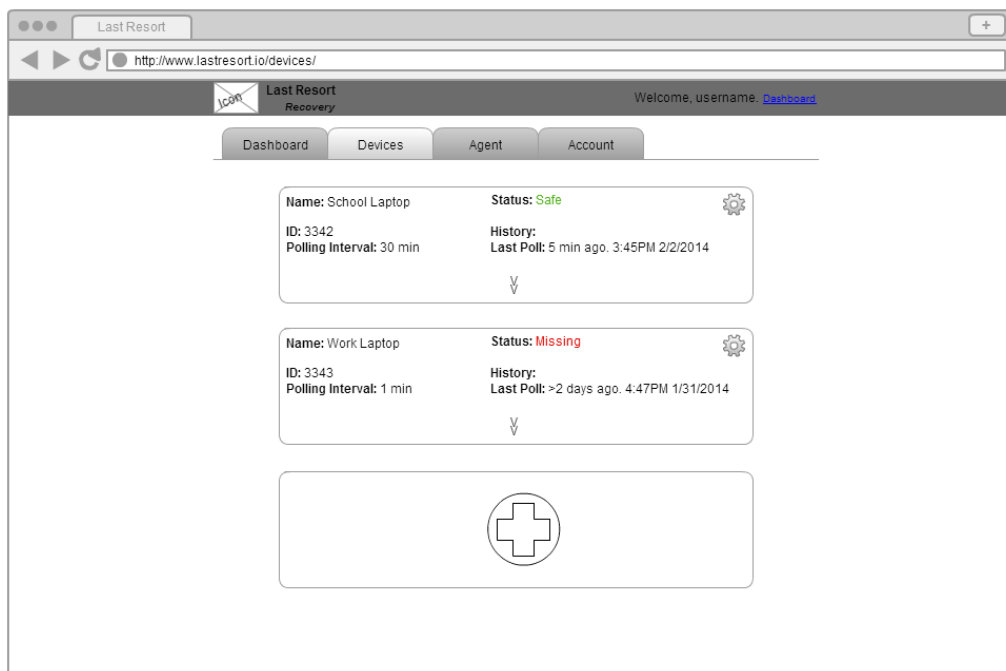 Last Resort
http://www.lastresort.io/devices/
Icon
Last Resort
Recovery
Welcome, username. Dashboard
Dashboard Devices Agent Account
Name: School Laptop
Status: Safe
ID: 3342
History:
Polling Interval: 30 min
Last Poll: 5 min ago. 3:45PM 2/2/2014
Name: Work Laptop
Status: Missing
ID: 3343
History:
Polling Interval: 1 min
Last Poll: >2 days ago. 4:47PM 1/31/2014